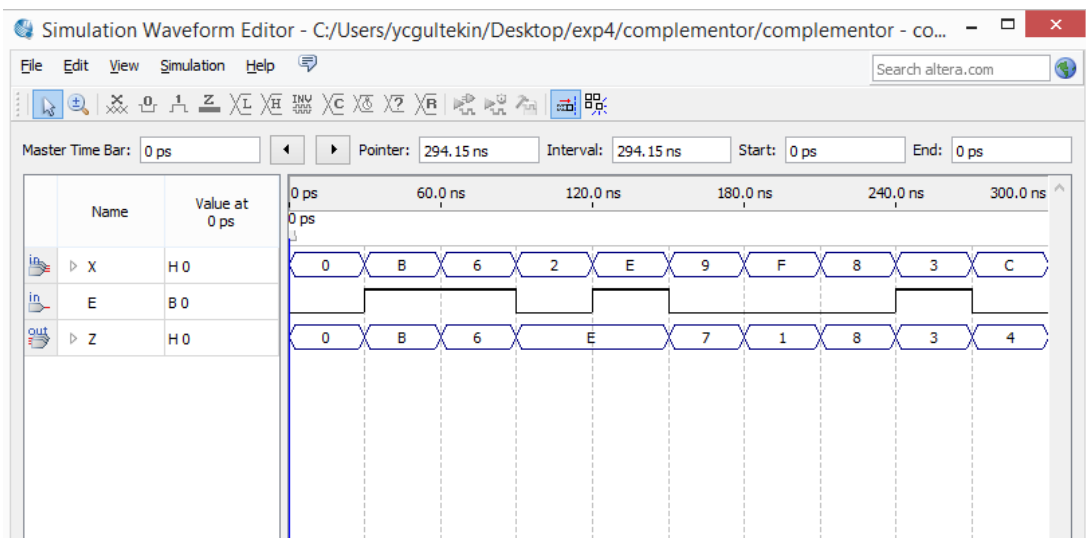 Simulation Waveform Editor - C:/Users/ycgultekin/Desktop/exp4/complementor/complementor - co...
File Edit View Simulation Help Search altera.com
Master Time Bar: 0 ps Pointer: 294.15 ns Interval: 294.15 ns Start: 0 ps End: 0 ps
Name Value at 0 ps 0 ps 60.0 ns 120.0 ns 180.0 ns 240.0 ns 300.0 ns
0 ps
in X H 0 0 B 6 2 E 9 F 8 3 C
in E B 0
out Z H 0 0 B 6 E 7 1 8 3 4